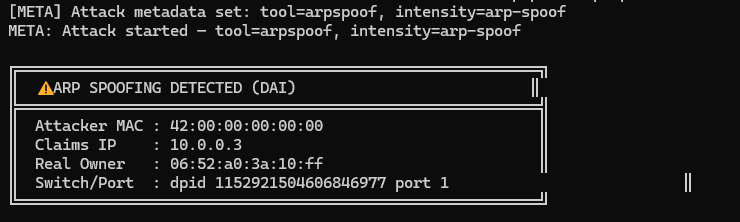 [META] Attack metadata set: tool=arpspoof, intensity=arp-spoof
META: Attack started — tool=arpspoof, intensity=arp-spoof
⚠ARP SPOOFING DETECTED (DAI)
Attacker MAC : 42:00:00:00:00:00
Claims IP    : 10.0.0.3
Real Owner   : 06:52:a0:3a:10:ff
Switch/Port  : dpid 1152921504606846977 port 1